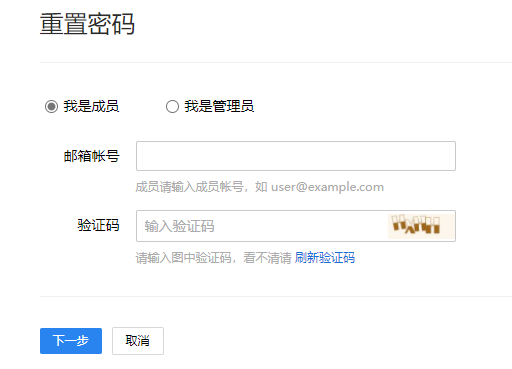 重置密码
我是成员 我是管理员
邮箱帐号
成员请输入成员帐号，如 user@example.com
验证码 输入验证码
请输入图中验证码，看不清请 刷新验证码
下一步 取消